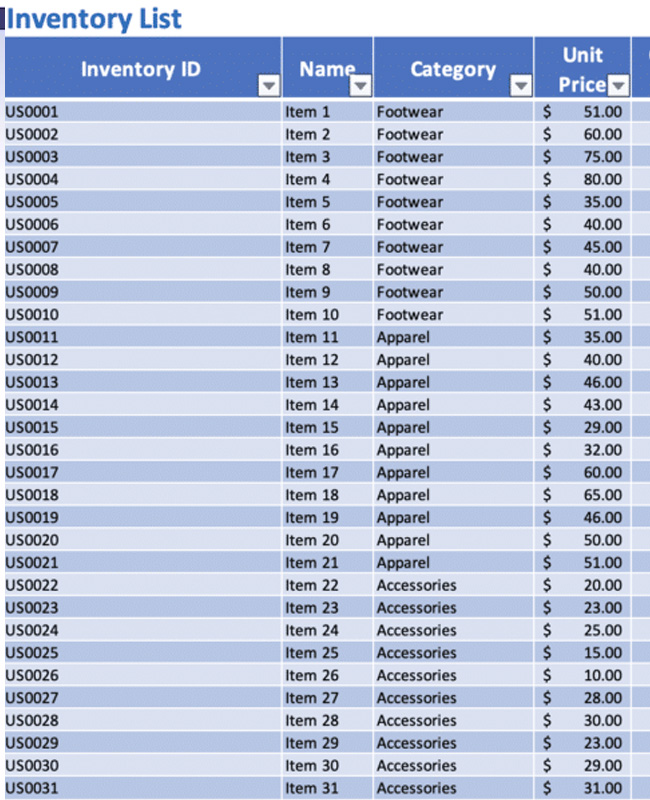 Inventory List
Inventory ID Name Category Unit Price
US0001 Item 1 Footwear $ 51.00
US0002 Item 2 Footwear $ 60.00
US0003 Item 3 Footwear $ 75.00
US0004 Item 4 Footwear $ 80.00
US0005 Item 5 Footwear $ 35.00
US0006 Item 6 Footwear $ 40.00
US0007 Item 7 Footwear $ 45.00
US0008 Item 8 Footwear $ 40.00
US0009 Item 9 Footwear $ 50.00
US0010 Item 10 Footwear $ 51.00
US0011 Item 11 Apparel $ 35.00
US0012 Item 12 Apparel $ 40.00
US0013 Item 13 Apparel $ 46.00
US0014 Item 14 Apparel $ 43.00
US0015 Item 15 Apparel $ 29.00
US0016 Item 16 Apparel $ 32.00
US0017 Item 17 Apparel $ 60.00
US0018 Item 18 Apparel $ 65.00
US0019 Item 19 Apparel $ 46.00
US0020 Item 20 Apparel $ 50.00
US0021 Item 21 Apparel $ 51.00
US0022 Item 22 Accessories $ 20.00
US0023 Item 23 Accessories $ 23.00
US0024 Item 24 Accessories $ 25.00
US0025 Item 25 Accessories $ 15.00
US0026 Item 26 Accessories $ 10.00
US0027 Item 27 Accessories $ 28.00
US0028 Item 28 Accessories $ 30.00
US0029 Item 29 Accessories $ 23.00
US0030 Item 30 Accessories $ 29.00
US0031 Item 31 Accessories $ 31.00